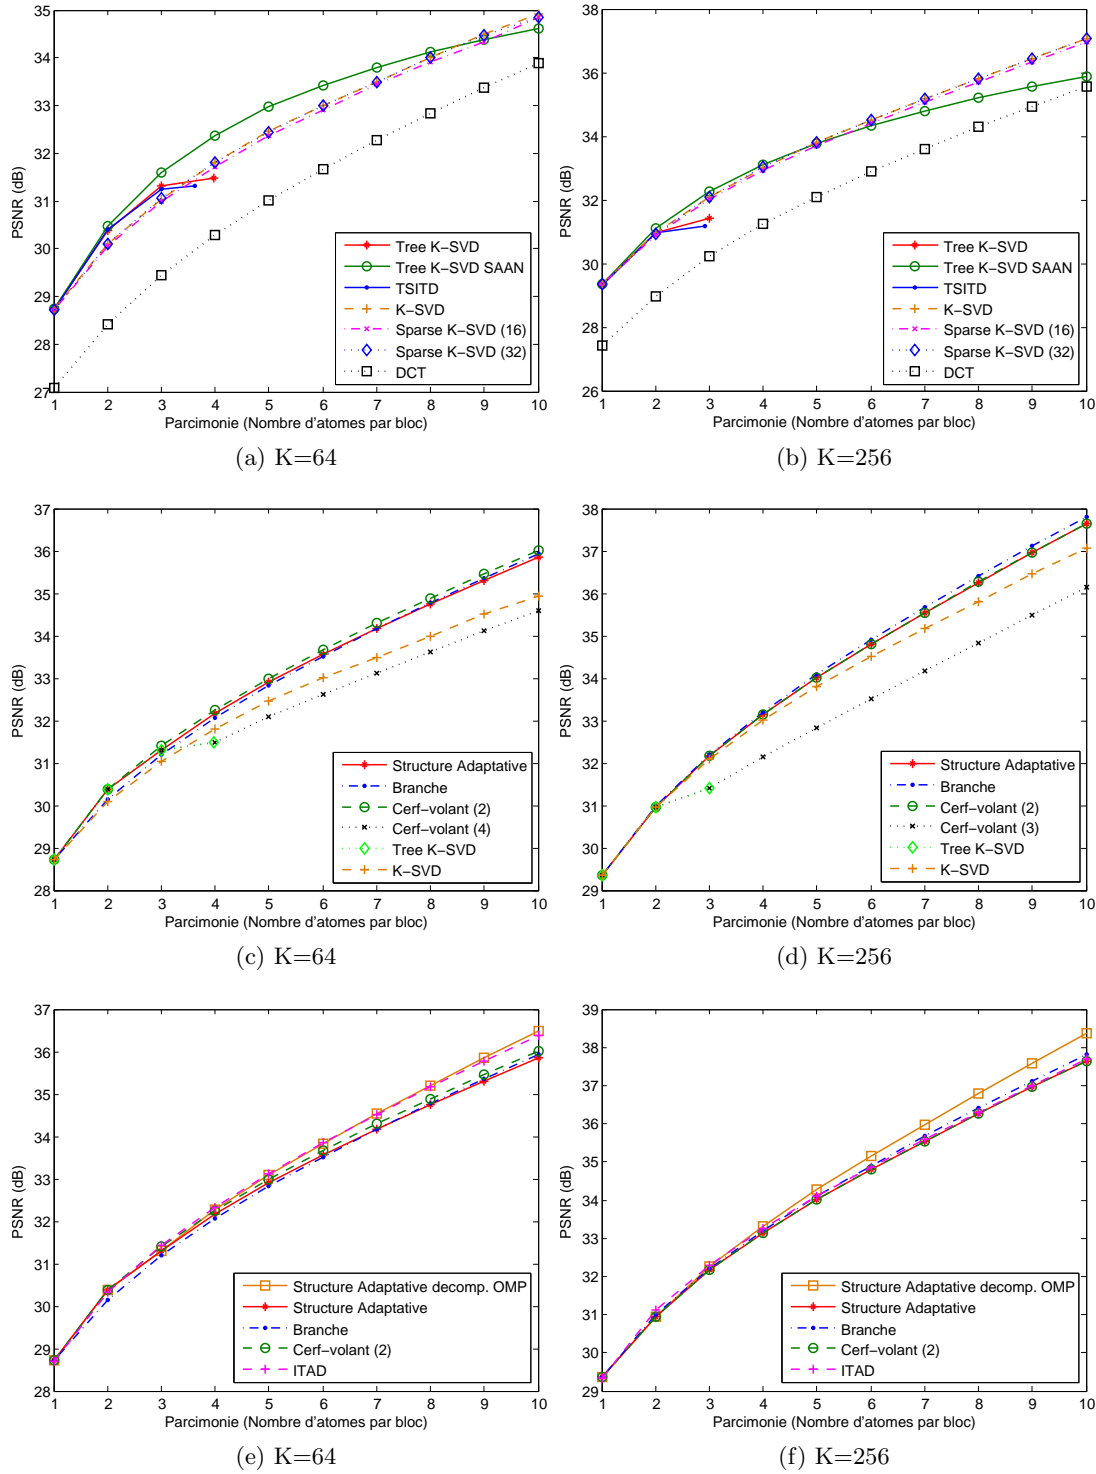 35
34
33
32
31
30
29
28
27
PSNR (dB)
1 2 3 4 5 6 7 8 9 10
Parcimonie (Nombre d'atomes par bloc)
Tree K−SVD
Tree K−SVD SAAN
TSITD
K−SVD
Sparse K−SVD (16)
Sparse K−SVD (32)
DCT
(a) K=64
38
36
34
32
30
28
26
PSNR (dB)
1 2 3 4 5 6 7 8 9 10
Parcimonie (Nombre d'atomes par bloc)
Tree K−SVD
Tree K−SVD SAAN
TSITD
K−SVD
Sparse K−SVD (16)
Sparse K−SVD (32)
DCT
(b) K=256
37
36
35
34
33
32
31
30
29
28
PSNR (dB)
1 2 3 4 5 6 7 8 9 10
Parcimonie (Nombre d'atomes par bloc)
Structure Adaptative
Branche
Cerf−volant (2)
Cerf−volant (4)
Tree K−SVD
K−SVD
(c) K=64
38
37
36
35
34
33
32
31
30
29
PSNR (dB)
1 2 3 4 5 6 7 8 9 10
Parcimonie (Nombre d'atomes par bloc)
Structure Adaptative
Branche
Cerf−volant (2)
Cerf−volant (3)
Tree K−SVD
K−SVD
(d) K=256
37
36
35
34
33
32
31
30
29
28
PSNR (dB)
1 2 3 4 5 6 7 8 9 10
Parcimonie (Nombre d'atomes par bloc)
Structure Adaptative decomp. OMP
Structure Adaptative
Branche
Cerf−volant (2)
ITAD
(e) K=64
39
38
37
36
35
34
33
32
31
30
29
PSNR (dB)
1 2 3 4 5 6 7 8 9 10
Parcimonie (Nombre d'atomes par bloc)
Structure Adaptative decomp. OMP
Structure Adaptative
Branche
Cerf−volant (2)
ITAD
(f) K=256